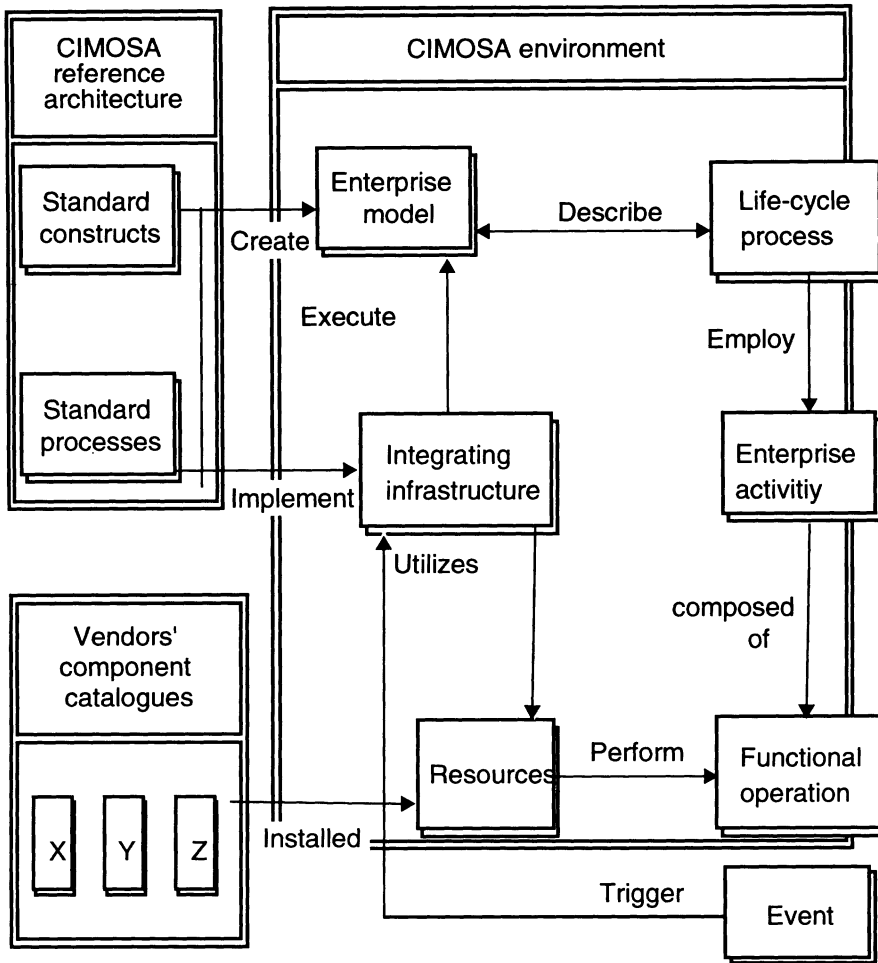 CIMOSA
reference
architecture
CIMOSA environment
Standard
constructs
Create
Enterprise
model
Describe
Life-cycle
process
Execute
Employ
Standard
processes
Implement
Integrating
infrastructure
Enterprise
activitiy
Utilizes
composed
of
Vendors'
component
catalogues
X
Y
Z
Installed
Resources
Perform
Functional
operation
Trigger
Event